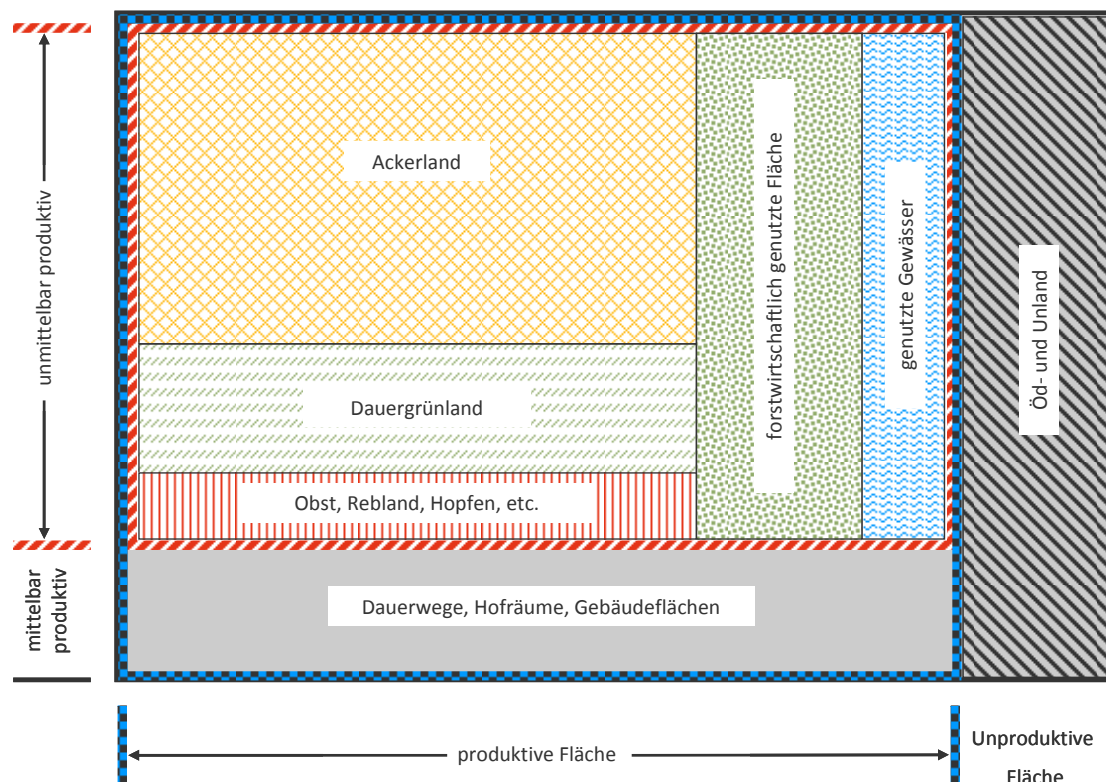 unmittelbar produktiv
Ackerland
Dauergrünland
Obst, Rebland, Hopfen, etc.
forstwirtschaftlich genutzte Fläche
genutzte Gewässer
Öd- und Unland
mittelbar
produktiv
Dauerwege, Hofräume, Gebäudeflächen
produktive Fläche
Unproduktive
Fläche